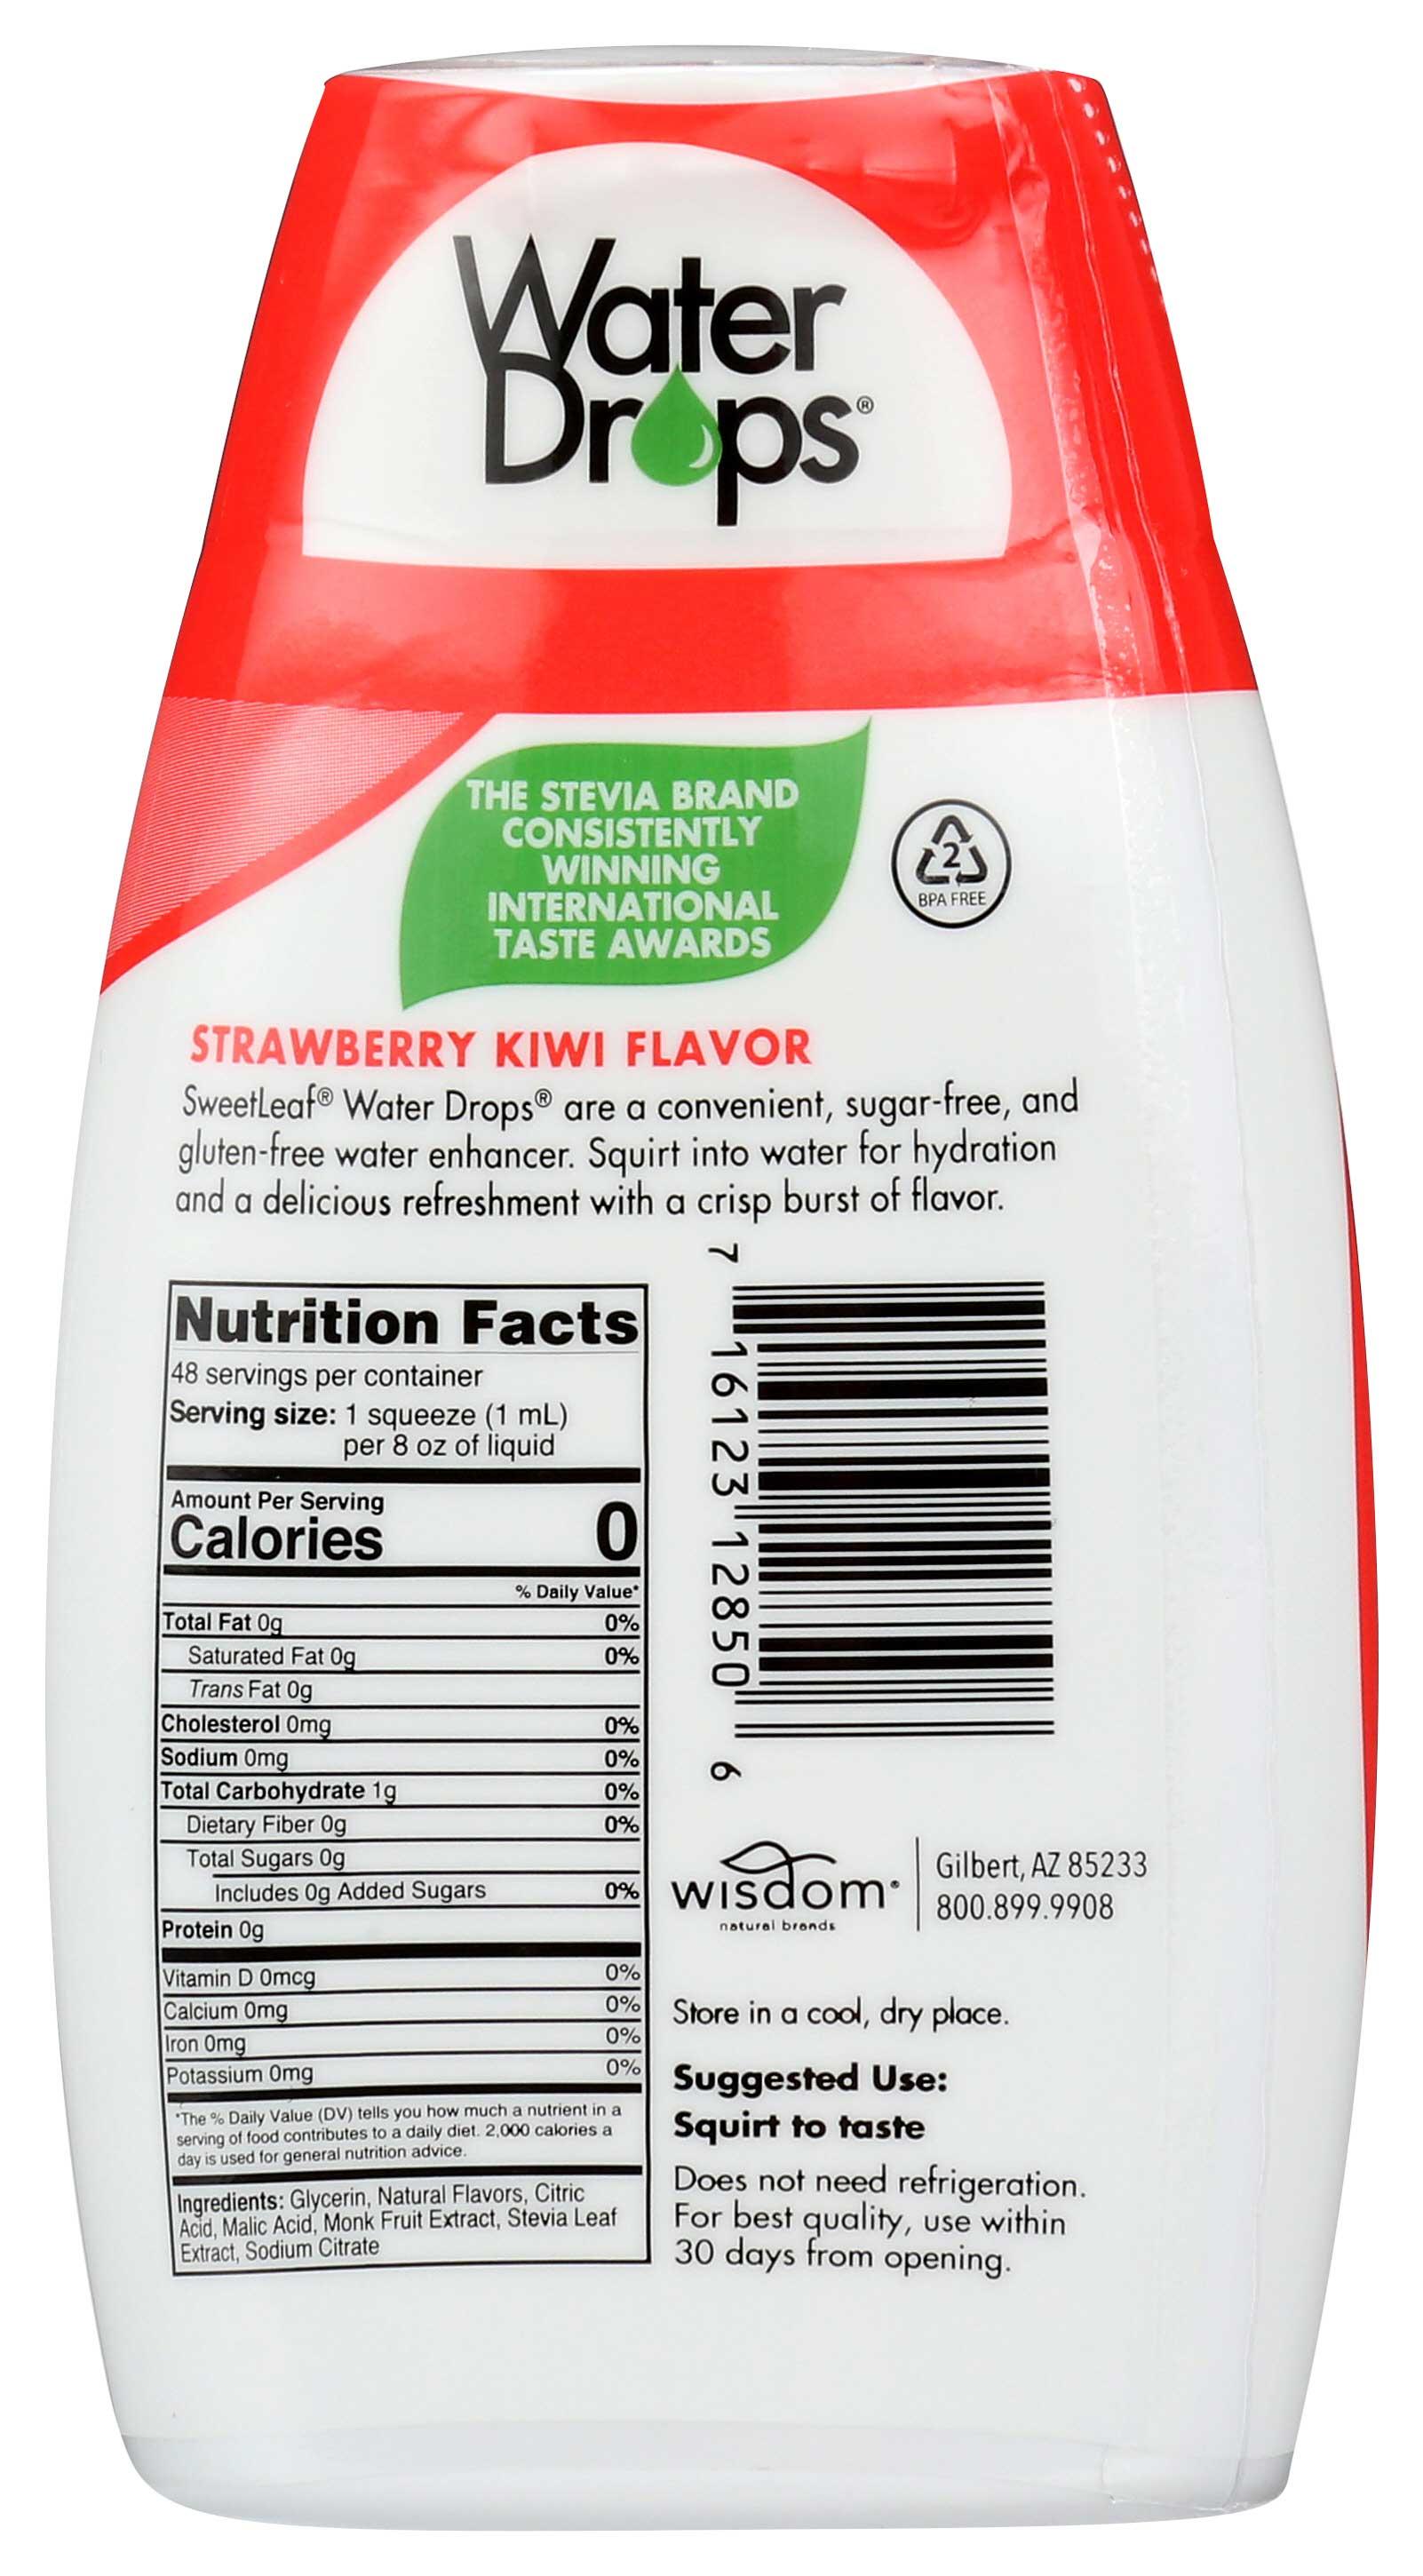 Water
Drops®
THE STEVIA BRAND
CONSISTENTLY
WINNING
INTERNATIONAL
TASTE AWARDS
2
BPA FREE
STRAWBERRY KIWI FLAVOR
SweetLeaf® Water Drops® are a convenient, sugar-free, and
gluten-free water enhancer. Squirt into water for hydration
and a delicious refreshment with a crisp burst of flavor.
Nutrition Facts
48 servings per container
Serving size: 1 squeeze (1 mL)
per 8 oz of liquid
Amount Per Serving
Calories 0
% Daily Value*
Total Fat 0g 0%
Saturated Fat 0g 0%
Trans Fat 0g
Cholesterol 0mg 0%
Sodium 0mg 0%
Total Carbohydrate 1g 0%
Dietary Fiber 0g 0%
Total Sugars 0g
Includes 0g Added Sugars 0%
Protein 0g
Vitamin D 0mcg 0%
Calcium 0mg 0%
Iron 0mg 0%
Potassium 0mg 0%
*The % Daily Value (DV) tells you how much a nutrient in a
serving of food contributes to a daily diet. 2,000 calories a
day is used for general nutrition advice.
Ingredients: Glycerin, Natural Flavors, Citric
Acid, Malic Acid, Monk Fruit Extract, Stevia Leaf
Extract, Sodium Citrate
7 16123 12850 6
wisdom®
natural brands
Gilbert, AZ 85233
800.899.9908
Store in a cool, dry place.
Suggested Use:
Squirt to taste
Does not need refrigeration.
For best quality, use within
30 days from opening.